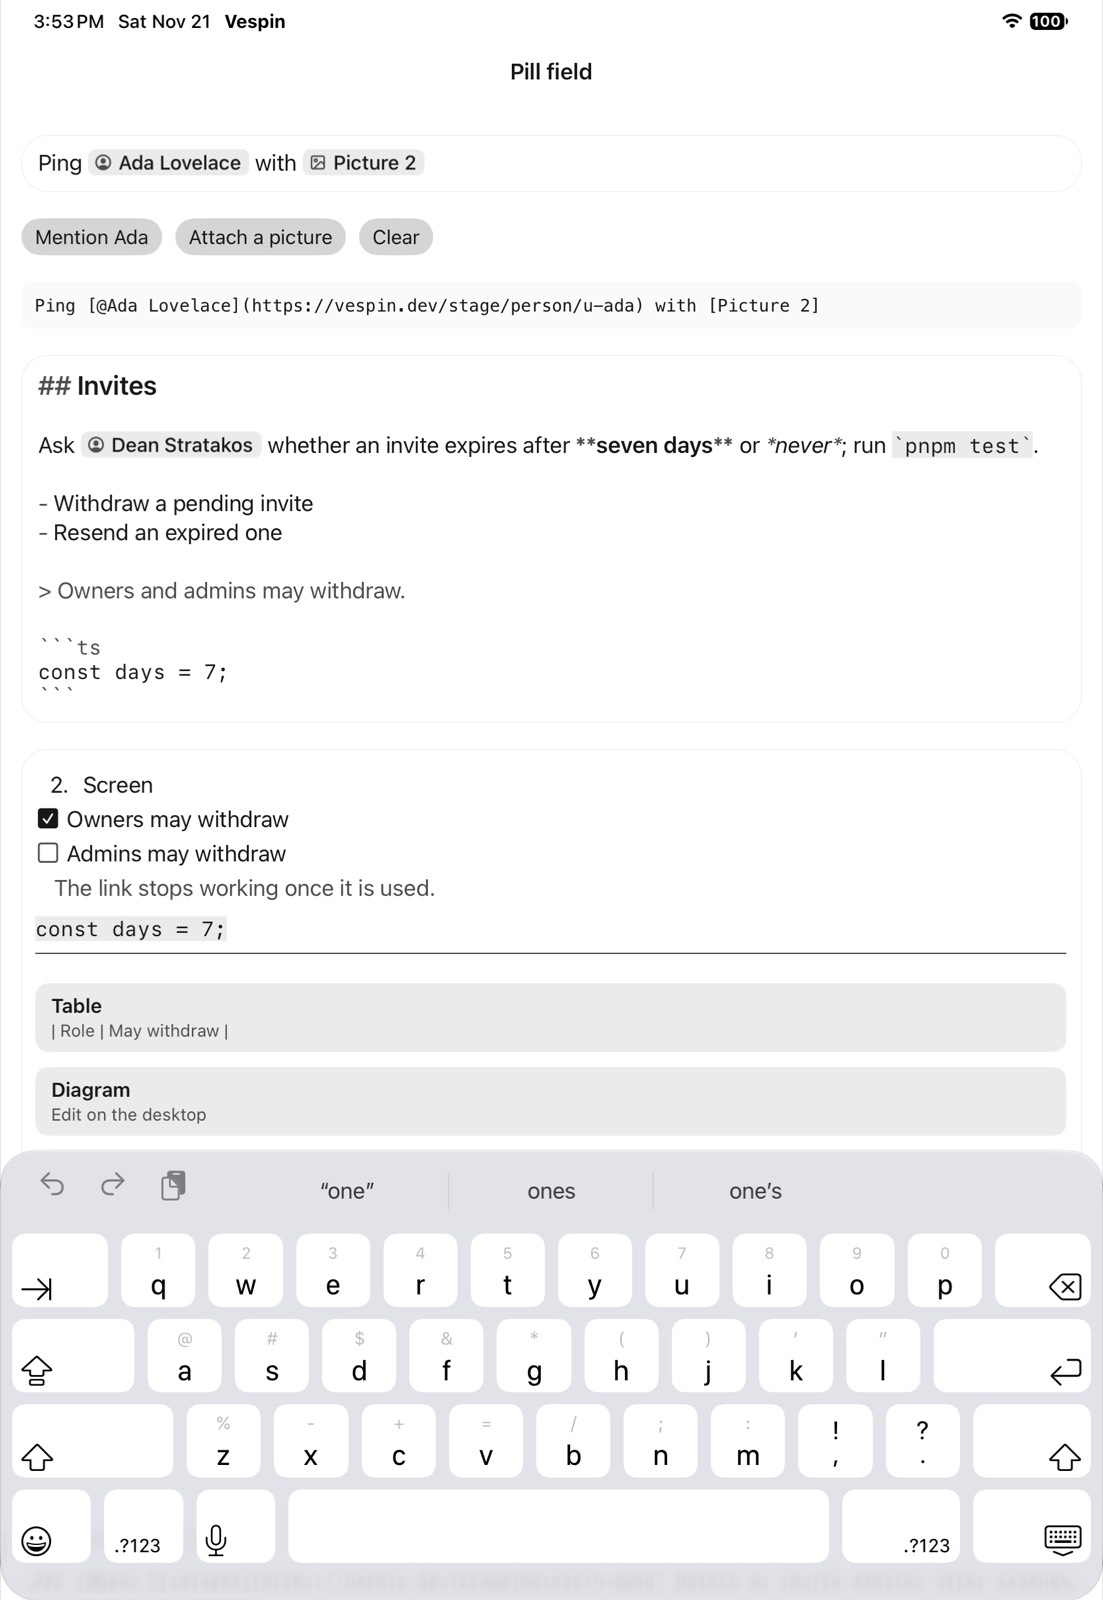 3:53 PM Sat Nov 21 Vespin 100
Pill field
Ping Ada Lovelace with Picture 2
Mention Ada Attach a picture Clear
Ping [@Ada Lovelace](https://vespin.dev/stage/person/u-ada) with [Picture 2]
## Invites
Ask Dean Stratakos whether an invite expires after **seven days** or *never*; run `pnpm test`.
- Withdraw a pending invite
- Resend an expired one
> Owners and admins may withdraw.
```ts
const days = 7;
```
2. Screen
Owners may withdraw
Admins may withdraw
The link stops working once it is used.
const days = 7;
Table
| Role | May withdraw |
Diagram
Edit on the desktop
“one” ones one’s
1 2 3 4 5 6 7 8 9 0
q w e r t y u i o p
@ # $ & * ( ) ' "
a s d f g h j k l
% - + = / ; : ! ?
z x c v b n m , .
.?123 .?123